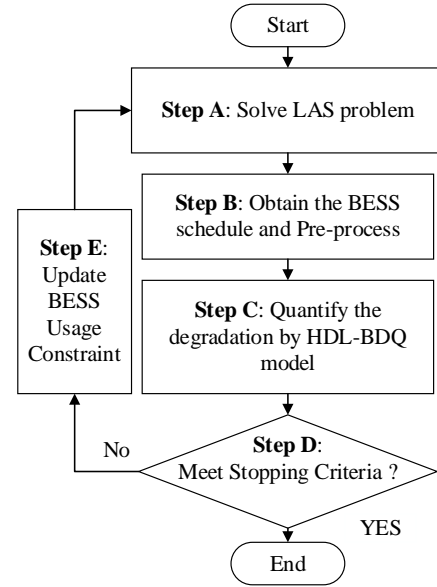 Start
Step A: Solve LAS problem
Step B: Obtain the BESS
schedule and Pre-process
Step C: Quantify the
degradation by HDL-BDQ
model
Step D:
Meet Stopping Criteria ?
No
YES
Step E:
Update
BESS
Usage
Constraint
End